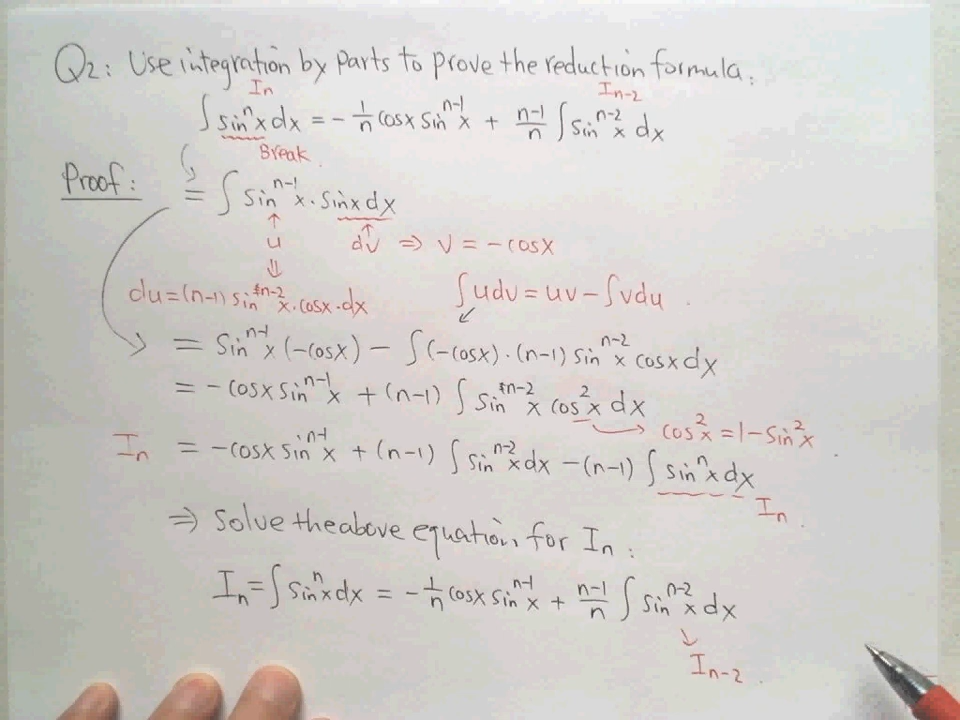 Q2: Use integration by parts to prove the reduction formula.
Iₙ Iₙ₋₂
∫ sinⁿx dx = - 1/n cosx sinⁿ⁻¹x + n-1/n ∫ sinⁿ⁻²x dx
Break
Proof: = ∫ sinⁿ⁻¹x · sinx dx
↑ ↑
u dv ⇒ v = -cosx
⇓
du = (n-1) sinⁿ⁻²x · cosx · dx ∫ u dv = uv - ∫ v du
= sinⁿ⁻¹x (-cosx) - ∫ (-cosx) · (n-1) sinⁿ⁻²x cosx dx
= - cosx sinⁿ⁻¹x + (n-1) ∫ sinⁿ⁻²x cos²x dx
→ cos²x = 1 - sin²x
Iₙ = -cosx sinⁿ⁻¹x + (n-1) ∫ sinⁿ⁻²x dx - (n-1) ∫ sinⁿx dx
Iₙ
⇒ Solve the above equation for Iₙ:
Iₙ = ∫ sinⁿx dx = - 1/n cosx sinⁿ⁻¹x + n-1/n ∫ sinⁿ⁻²x dx
↓
Iₙ₋₂